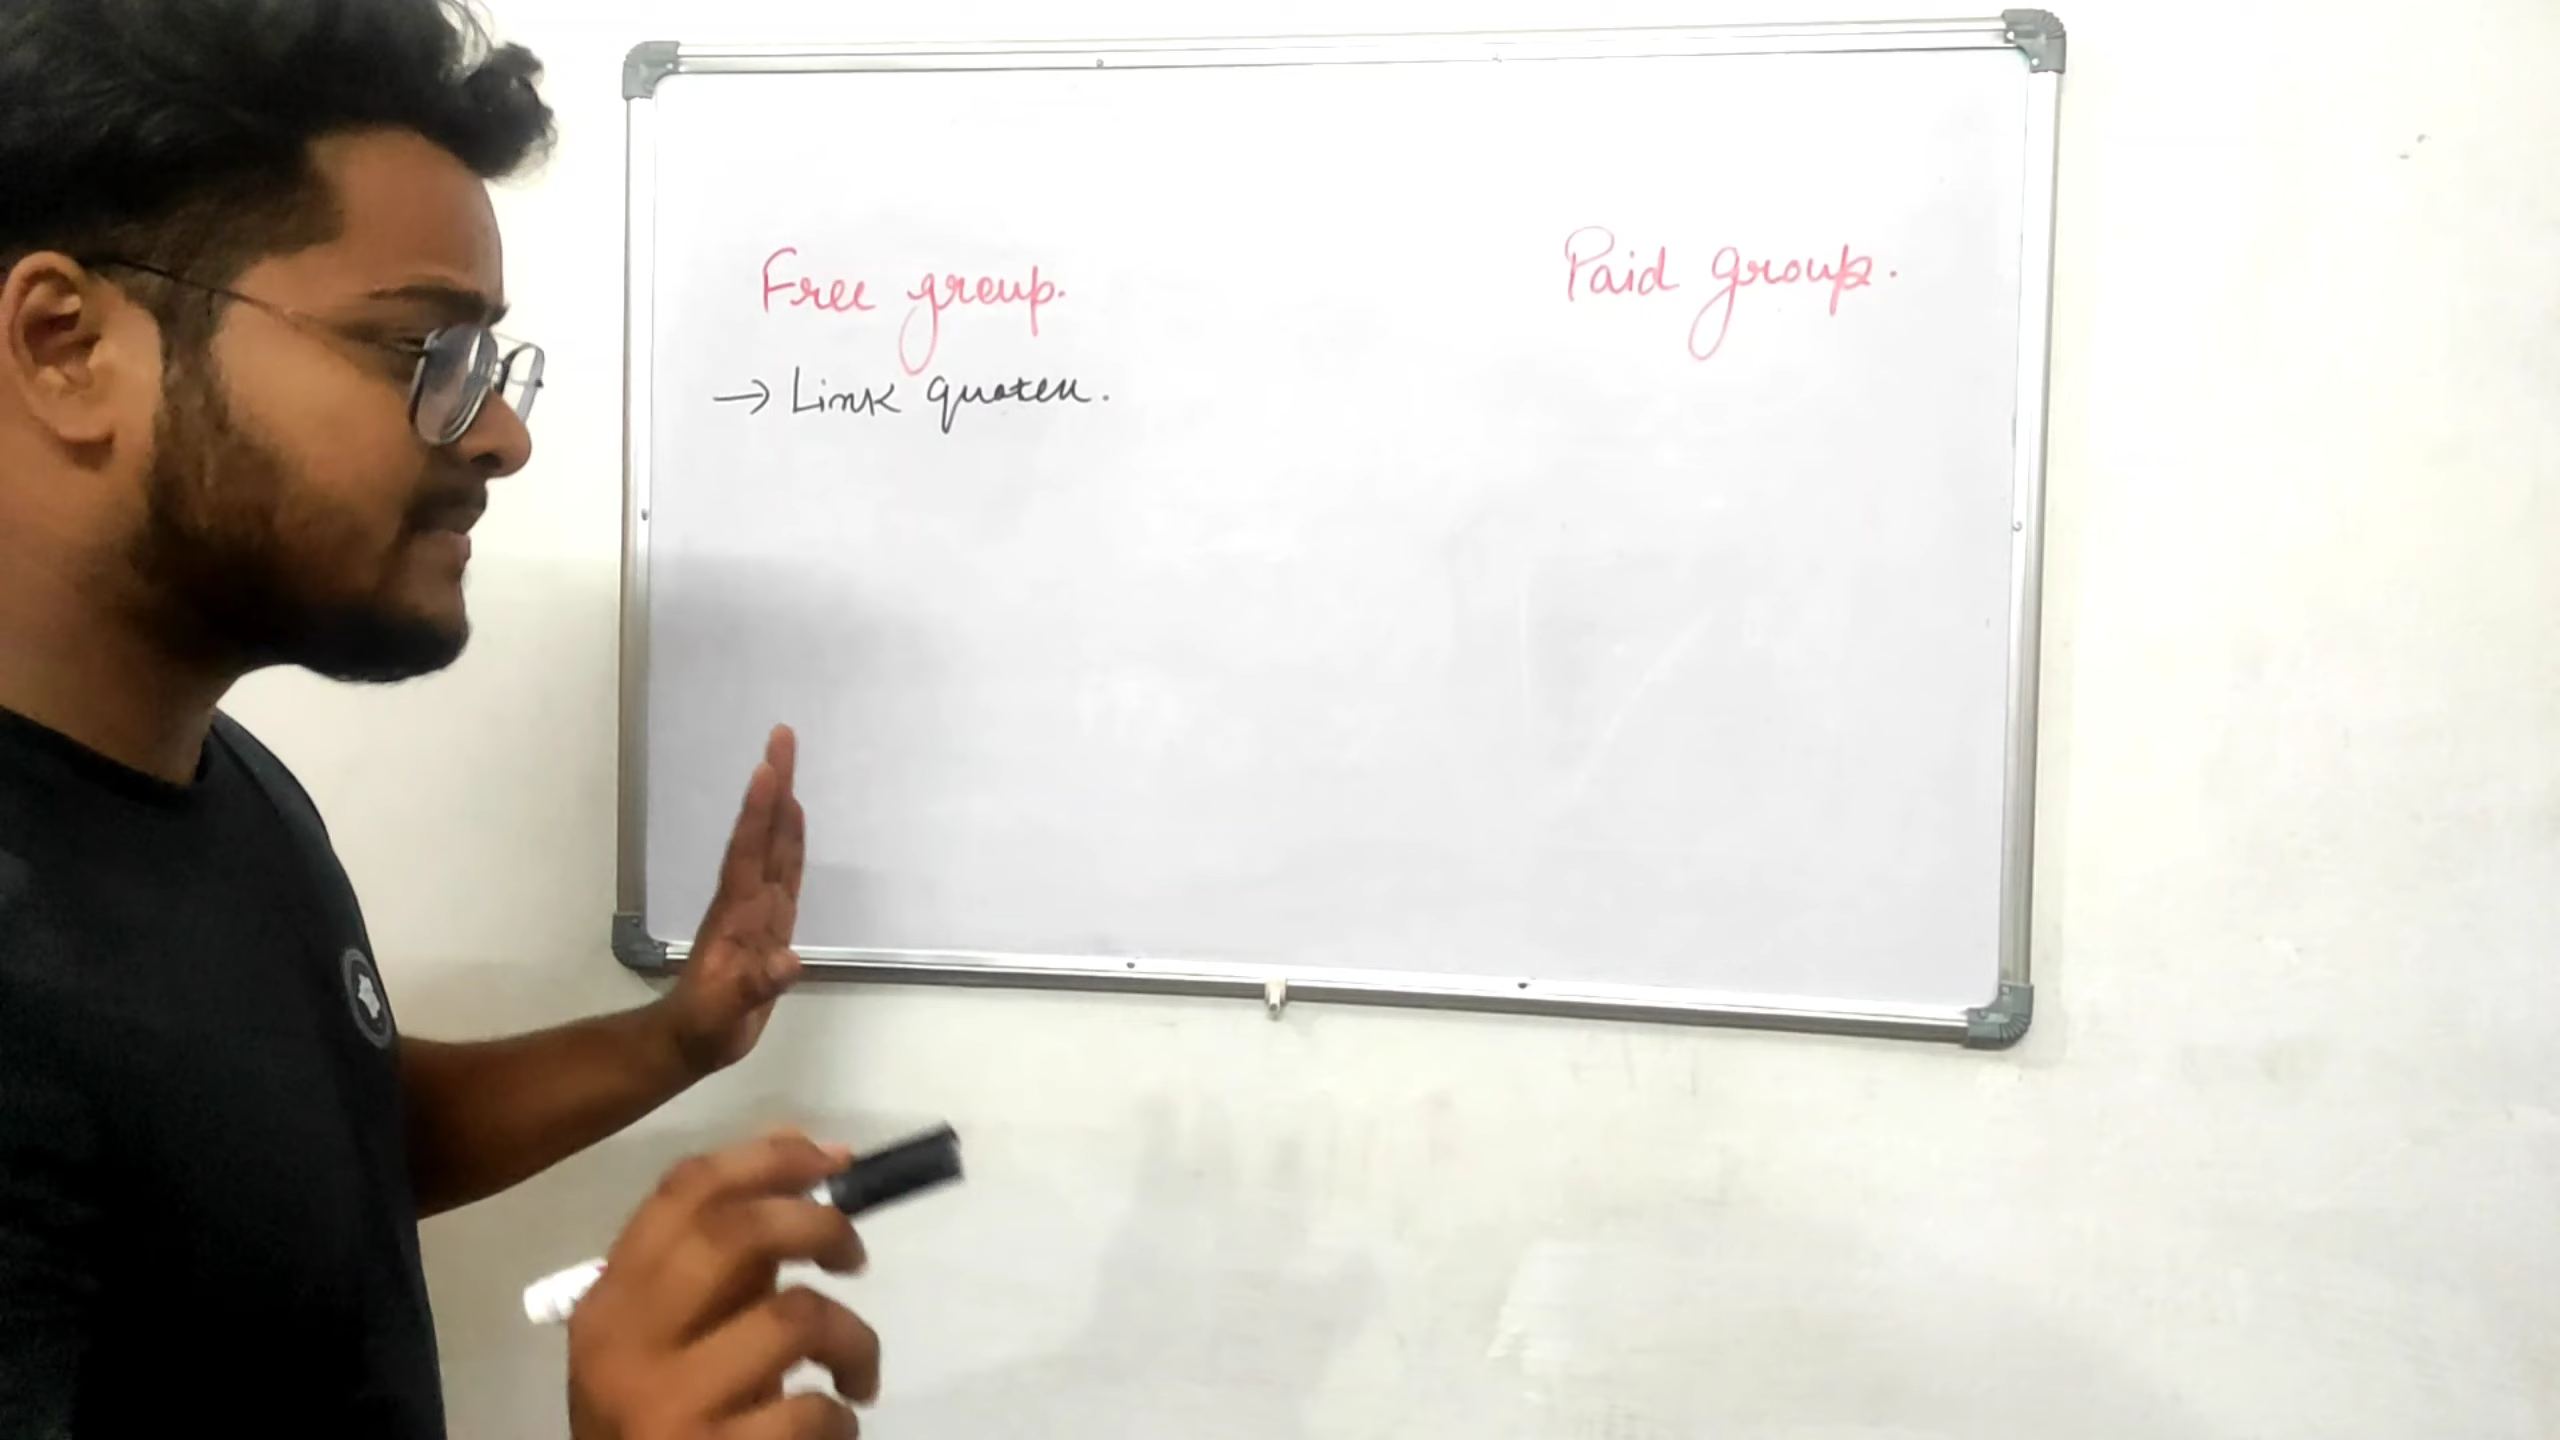 Free group.
Paid group.
→ Link quoten.